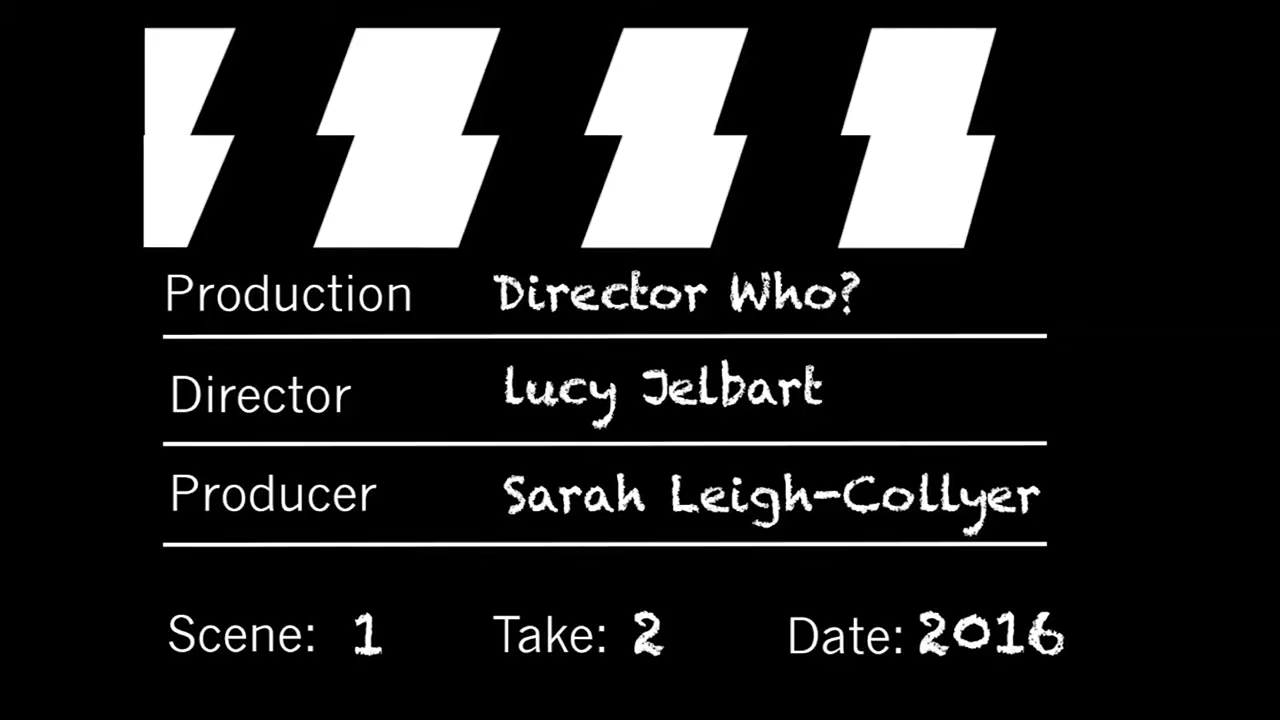 Production Director Who?
Director lucy Jelbart
Producer Sarah Leigh-Collyer
Scene: 1 Take: 2 Date: 2016